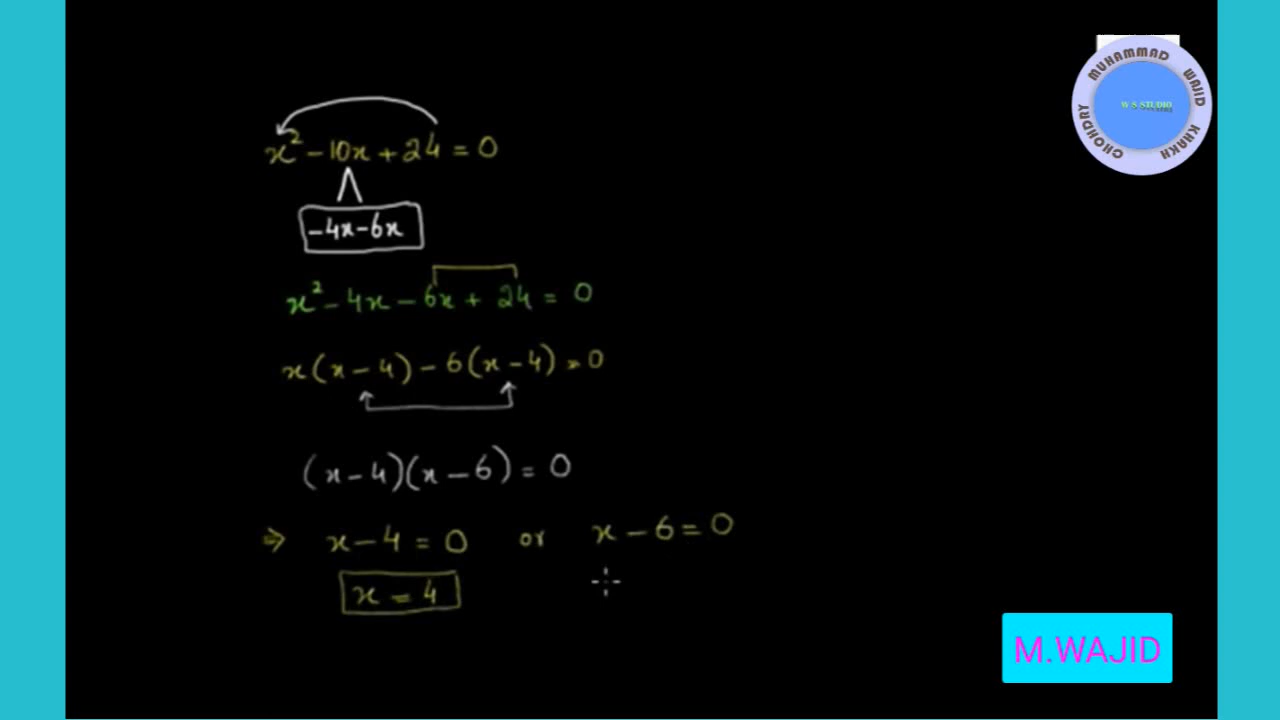 x² - 10x + 24 = 0
-4x - 6x
x² - 4x - 6x + 24 = 0
x(x - 4) - 6(x - 4) = 0
(x - 4)(x - 6) = 0
⇒ x - 4 = 0 or x - 6 = 0
x = 4
MUHAMMAD WAJID KHAKH CHOHDRY
W S STUDIO
M.WAJID